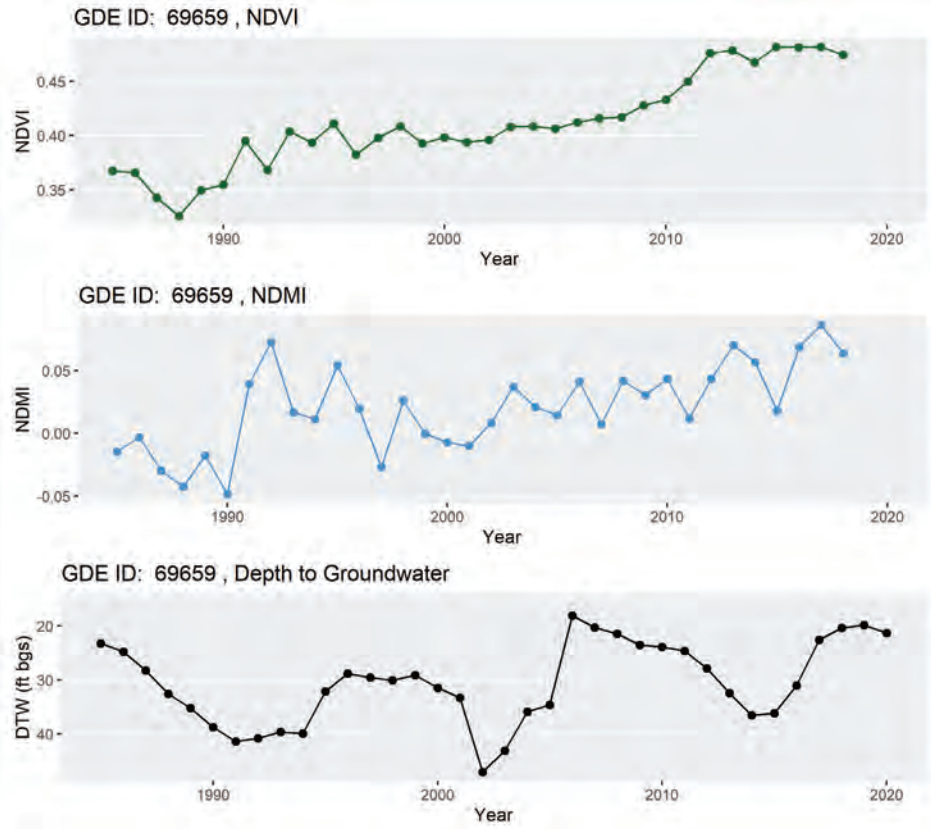 GDE ID:  69659 , NDVI
NDVI
0.45
0.40
0.35
1990
2000
2010
2020
Year
GDE ID:  69659 , NDMI
NDMI
0.05
0.00
-0.05
1990
2000
2010
2020
Year
GDE ID:  69659 , Depth to Groundwater
DTW (ft bgs)
20
30
40
1990
2000
2010
2020
Year